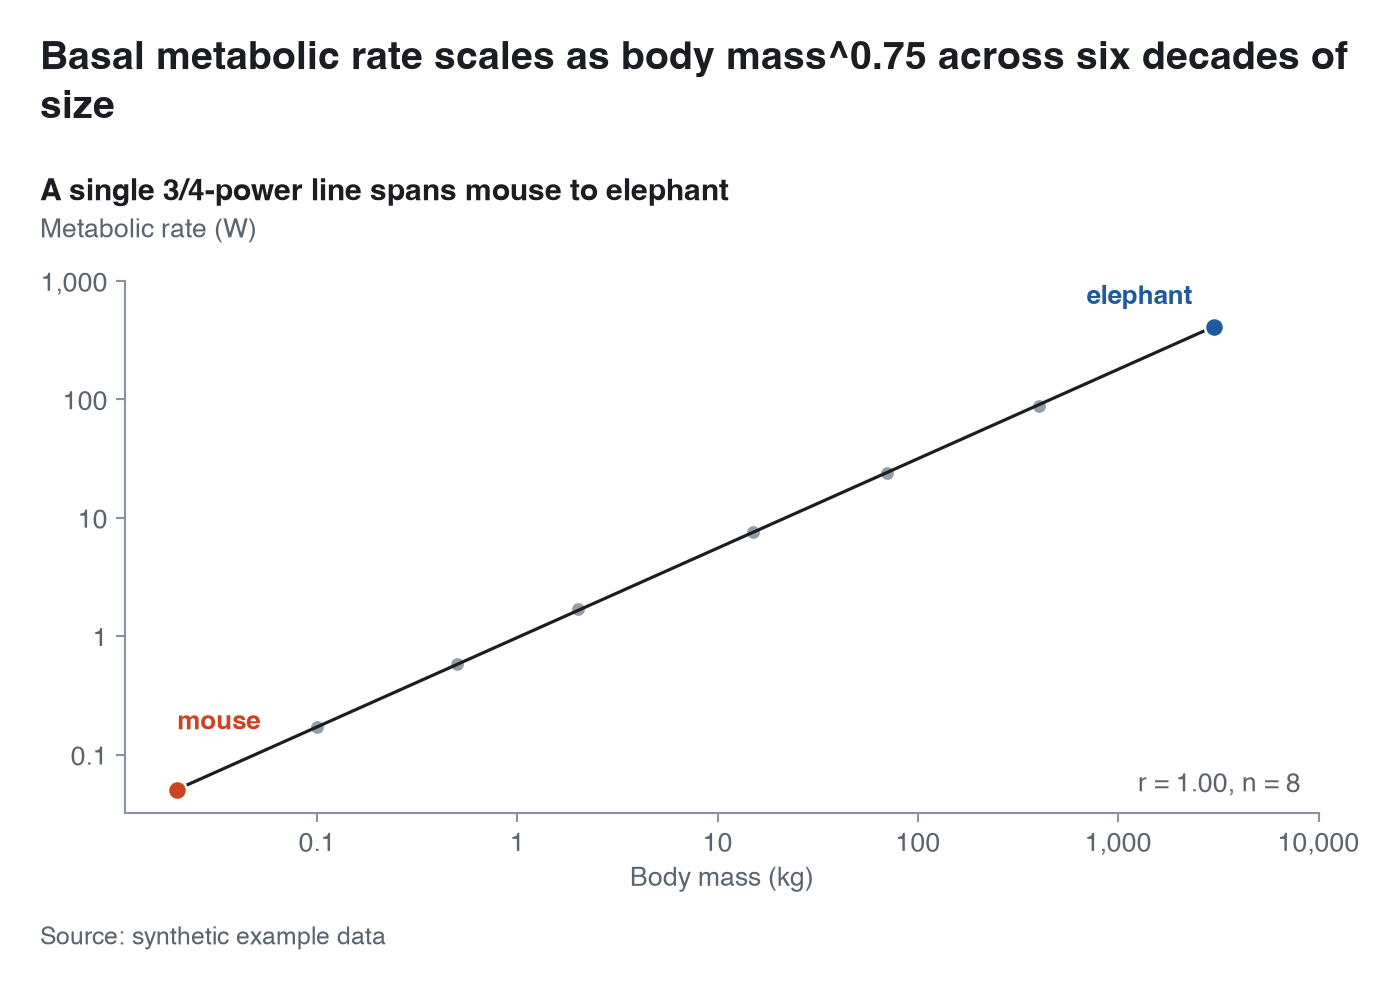 Basal metabolic rate scales as body mass^0.75 across six decades of
size
A single 3/4-power line spans mouse to elephant
Metabolic rate (W)
1,000
100
10
1
0.1
elephant
mouse
r = 1.00, n = 8
0.1
1
10
100
1,000
10,000
Body mass (kg)
Source: synthetic example data